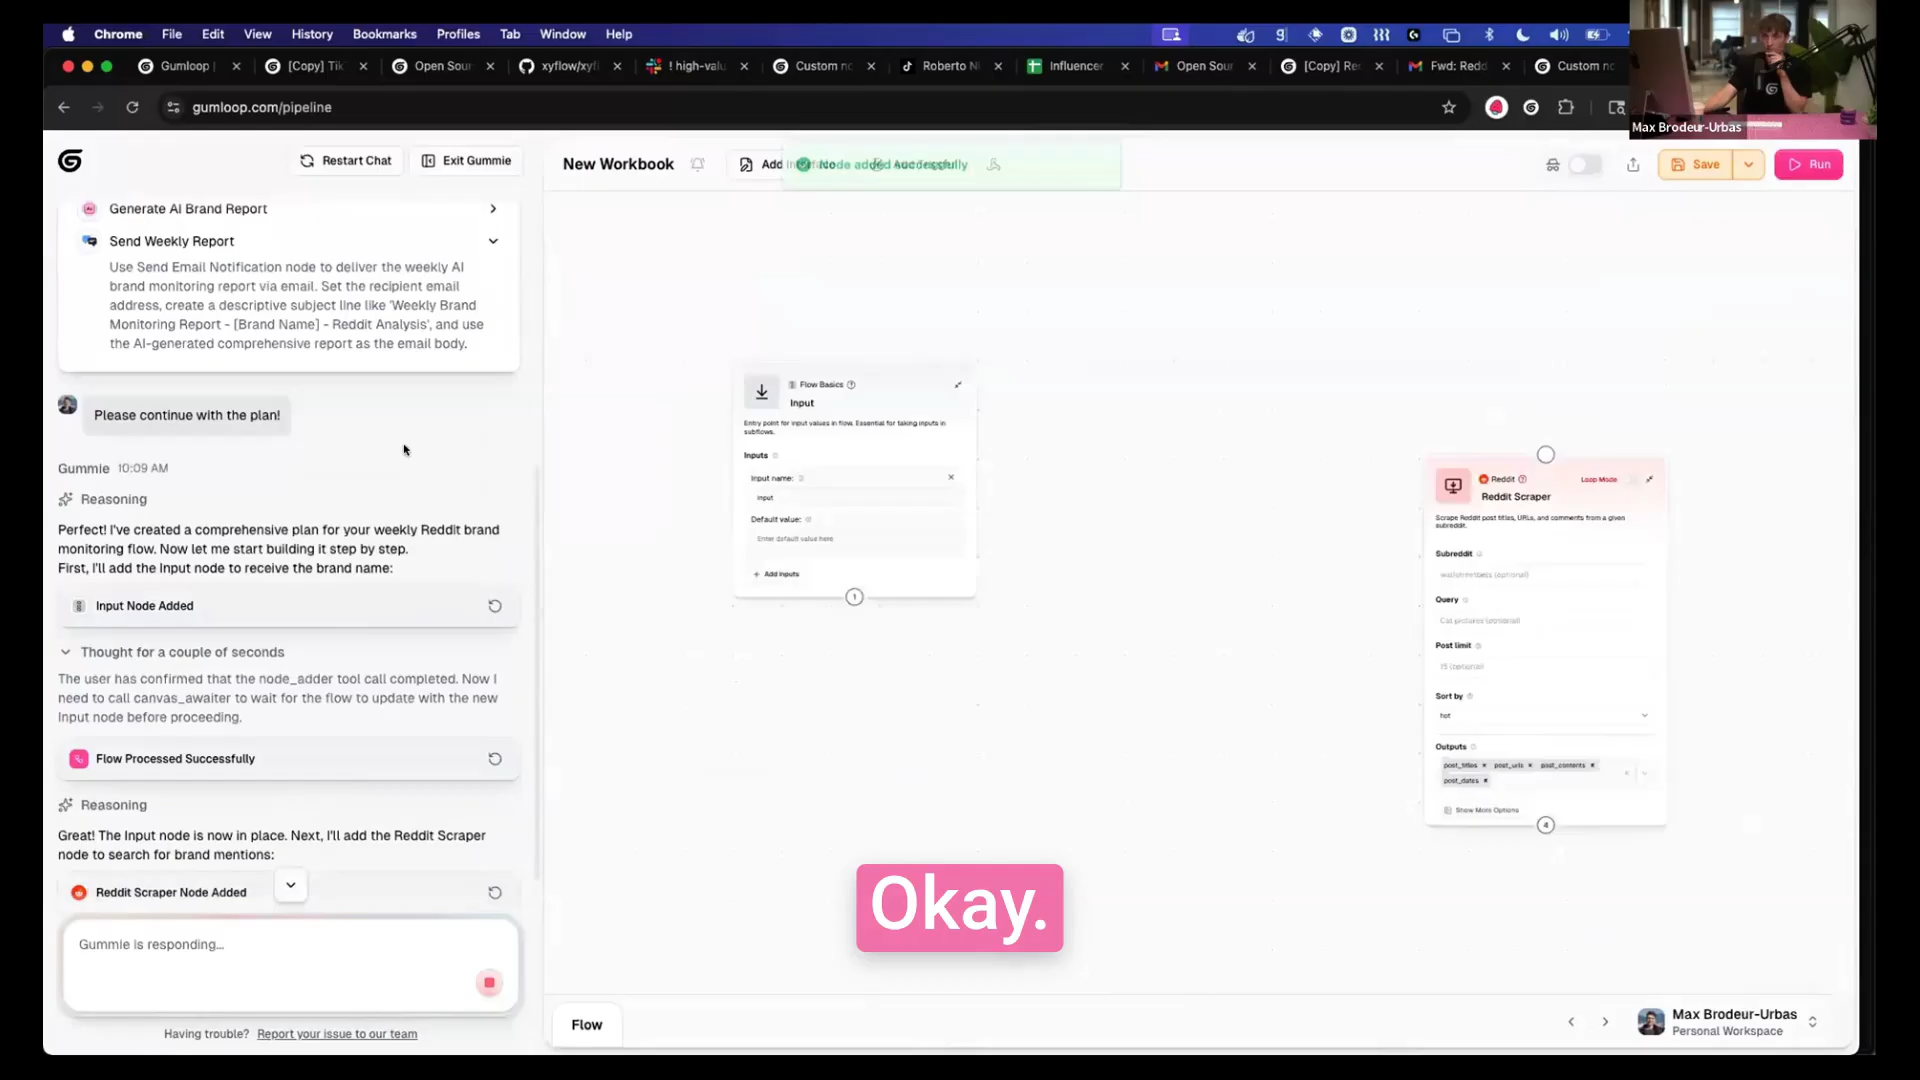 Chrome File Edit View History Bookmarks Profiles Tab Window Help
Gumloop | [Copy] Tik Open Sour xyflow/xyfl ! high-valu Custom no Roberto Ni Influencer Open Sour [Copy] Re Fwd: Redd Custom no
gumloop.com/pipeline
Max Brodeur-Urbas
Restart Chat
Exit Gummie
New Workbook
Add
Node added successfully
Save
Run
Generate AI Brand Report
Send Weekly Report
Use Send Email Notification node to deliver the weekly AI
brand monitoring report via email. Set the recipient email
address, create a descriptive subject line like 'Weekly Brand
Monitoring Report - [Brand Name] - Reddit Analysis', and use
the AI-generated comprehensive report as the email body.
Please continue with the plan!
Gummie 10:09 AM
Reasoning
Perfect! I've created a comprehensive plan for your weekly Reddit brand
monitoring flow. Now let me start building it step by step.
First, I'll add the Input node to receive the brand name:
Input Node Added
Thought for a couple of seconds
The user has confirmed that the node_adder tool call completed. Now I
need to call canvas_awaiter to wait for the flow to update with the new
Input node before proceeding.
Flow Processed Successfully
Reasoning
Great! The Input node is now in place. Next, I'll add the Reddit Scraper
node to search for brand mentions:
Reddit Scraper Node Added
Gummie is responding...
Having trouble? Report your issue to our team
Flow Basics
Input
Entry point for input values in flow. Essential for taking inputs in
subflows.
Inputs
Input name:
input
Default value:
Enter default value here
+ Add inputs
1
Reddit
Loop Mode
Reddit Scraper
Scrape Reddit post titles, URLs, and comments from a given
subreddit.
Subreddit
wallstreetbets (optional)
Query
Cat pictures (optional)
Post limit
15 (optional)
Sort by
hot
Outputs
post_titles post_urls post_contents
post_dates
Show More Options
4
Okay.
Flow
Max Brodeur-Urbas
Personal Workspace